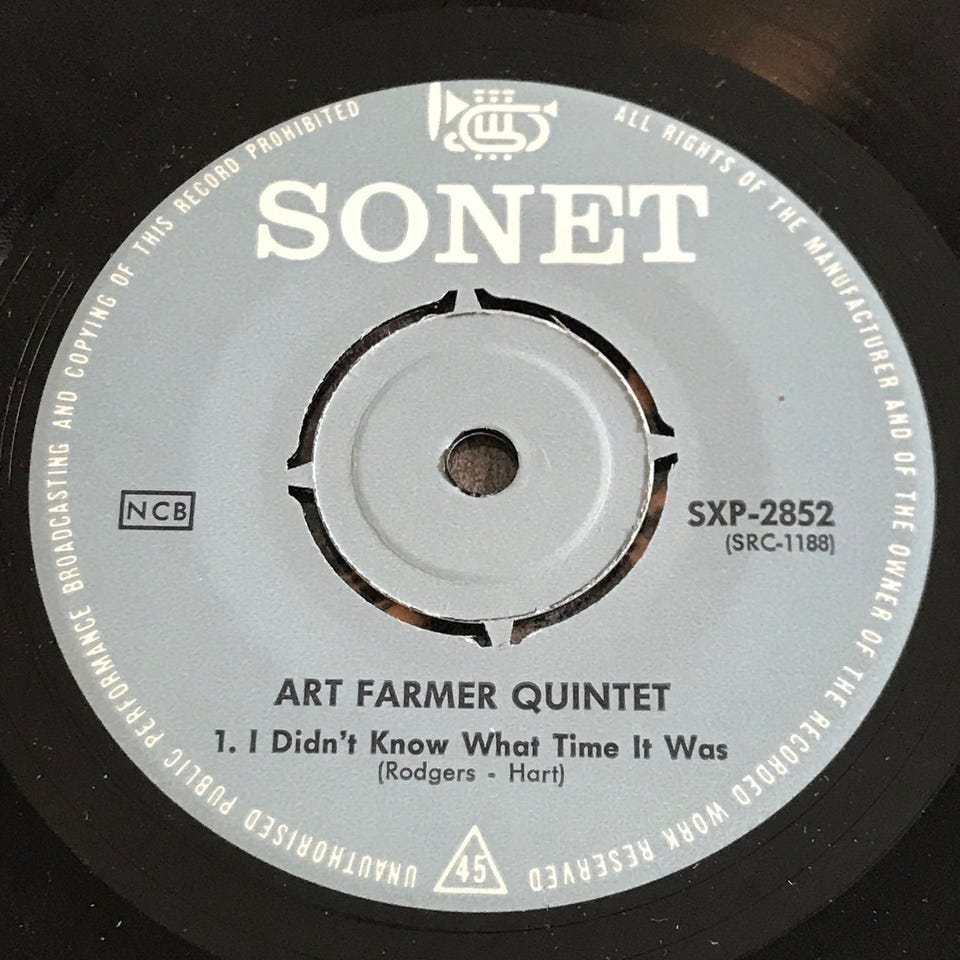 SONET
NCB
SXP-2852
(SRC-1188)
ART FARMER QUINTET
1. I Didn't Know What Time It Was
(Rodgers - Hart)
45
ALL RIGHTS OF THE MANUFACTURER AND OF THE OWNER OF THE RECORDED WORK RESERVED
UNAUTHORISED PUBLIC PERFORMANCE BROADCASTING AND COPYING OF THIS RECORD PROHIBITED